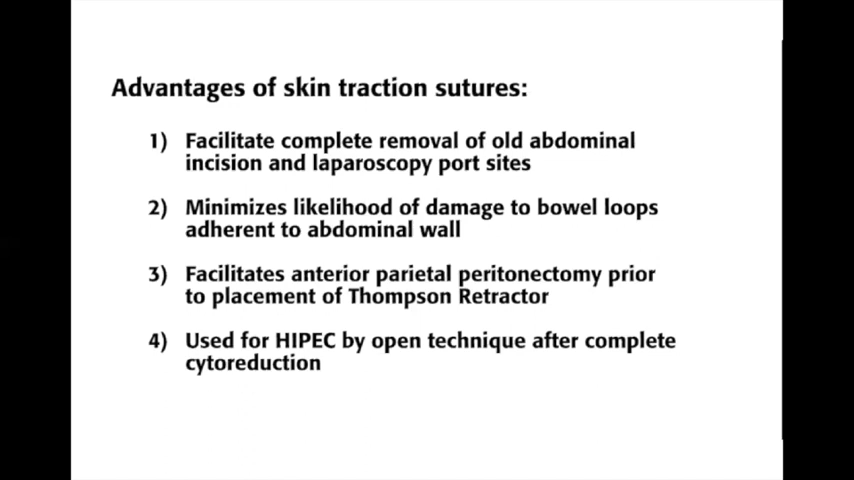 Advantages of skin traction sutures:
1) Facilitate complete removal of old abdominal
incision and laparoscopy port sites
2) Minimizes likelihood of damage to bowel loops
adherent to abdominal wall
3) Facilitates anterior parietal peritonectomy prior
to placement of Thompson Retractor
4) Used for HIPEC by open technique after complete
cytoreduction